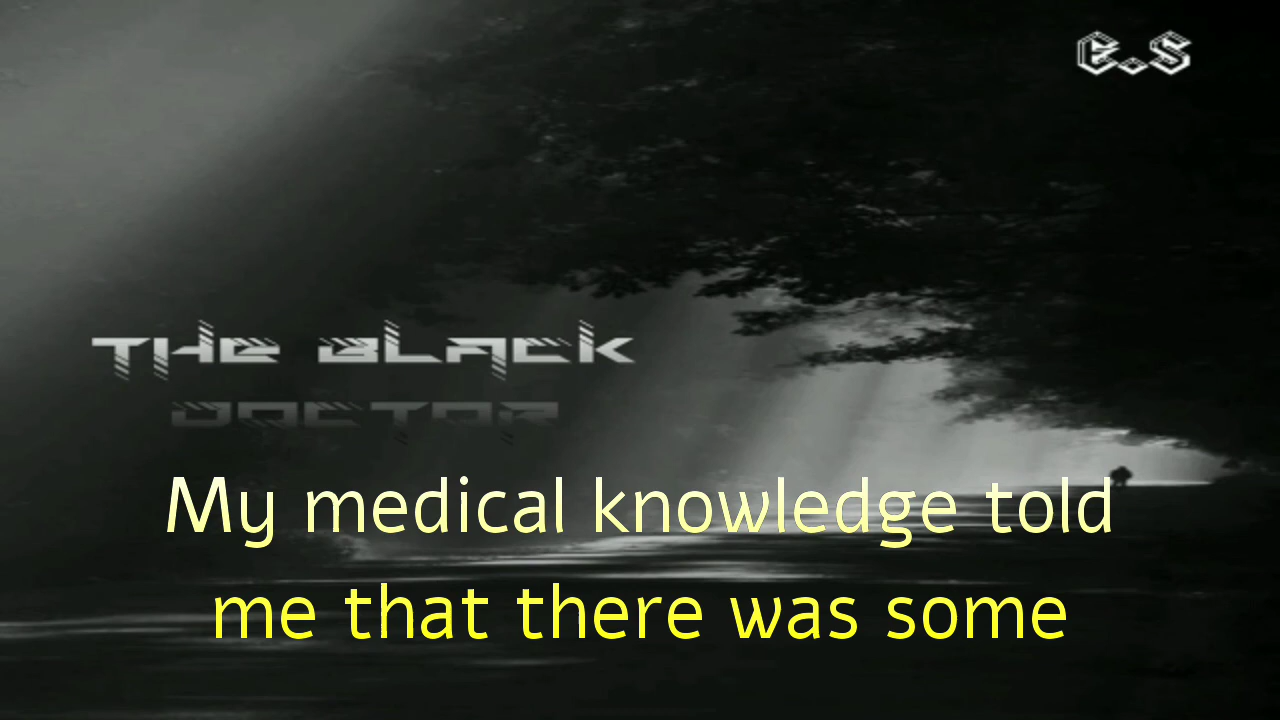 E.S
THE BLACK
DOCTOR
My medical knowledge told
me that there was some